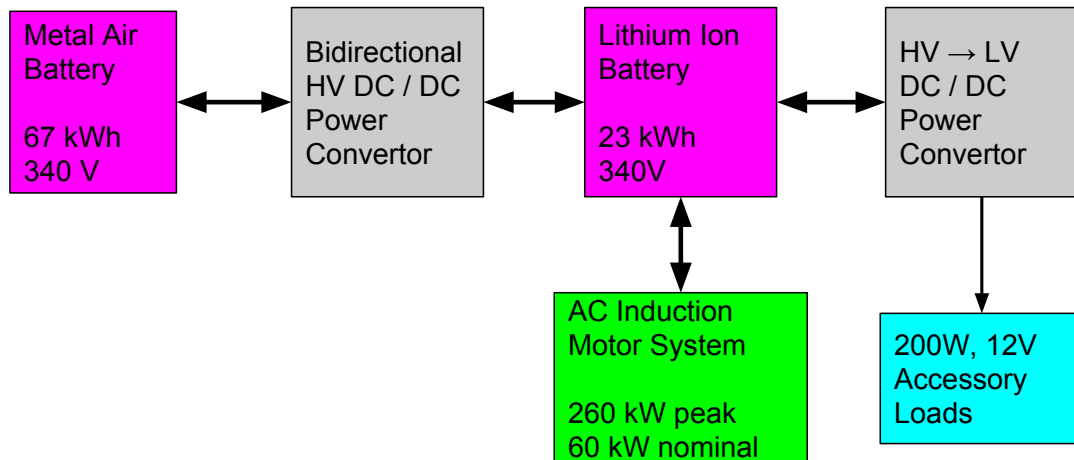 Metal Air
Battery
67 kWh
340 V
Bidirectional
HV DC / DC
Power
Convertor
Lithium Ion
Battery
23 kWh
340V
HV → LV
DC / DC
Power
Convertor
AC Induction
Motor System
260 kW peak
60 kW nominal
200W, 12V
Accessory
Loads